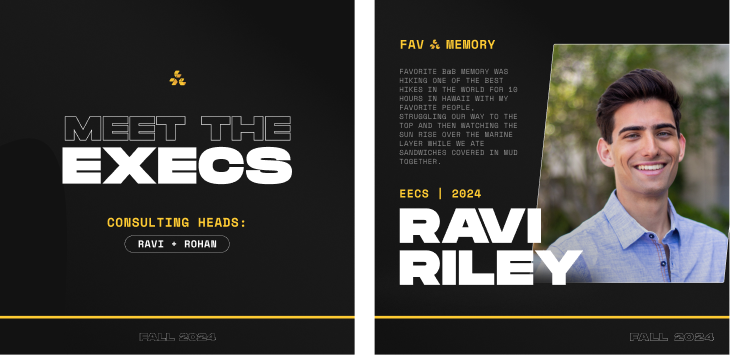 MEET THE
EXECS
CONSULTING HEADS:
RAVI + ROHAN
FALL 2024
FAV & MEMORY
FAVORITE B&B MEMORY WAS
HIKING ONE OF THE BEST
HIKES IN THE WORLD FOR 10
HOURS IN HAWAII WITH MY
FAVORITE PEOPLE,
STRUGGLING OUR WAY TO THE
TOP AND THEN WATCHING THE
SUN RISE OVER THE MARINE
LAYER WHILE WE ATE
SANDWICHES COVERED IN MUD
TOGETHER.
EECS | 2024
RAVI
RILEY
FALL 2024